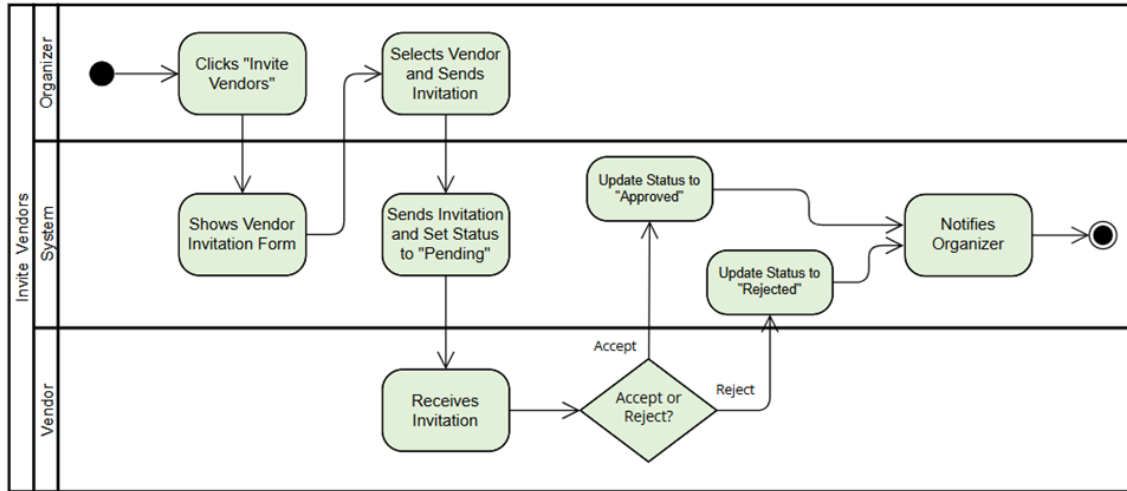 Invite Vendors
Organizer
Clicks "Invite
Vendors"
Selects Vendor
and Sends
Invitation
System
Shows Vendor
Invitation Form
Sends Invitation
and Set Status
to "Pending"
Update Status to
"Approved"
Update Status to
"Rejected"
Notifies
Organizer
Vendor
Receives
Invitation
Accept or
Reject?
Accept
Reject